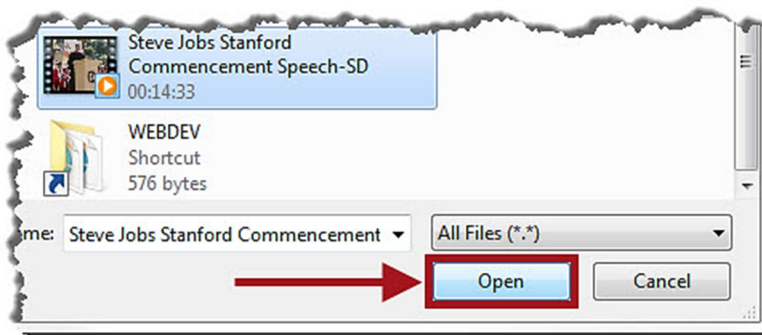 Steve Jobs Stanford
Commencement Speech-SD
00:14:33
WEBDEV
Shortcut
576 bytes
me: Steve Jobs Stanford Commencement All Files (*.*)
Open Cancel